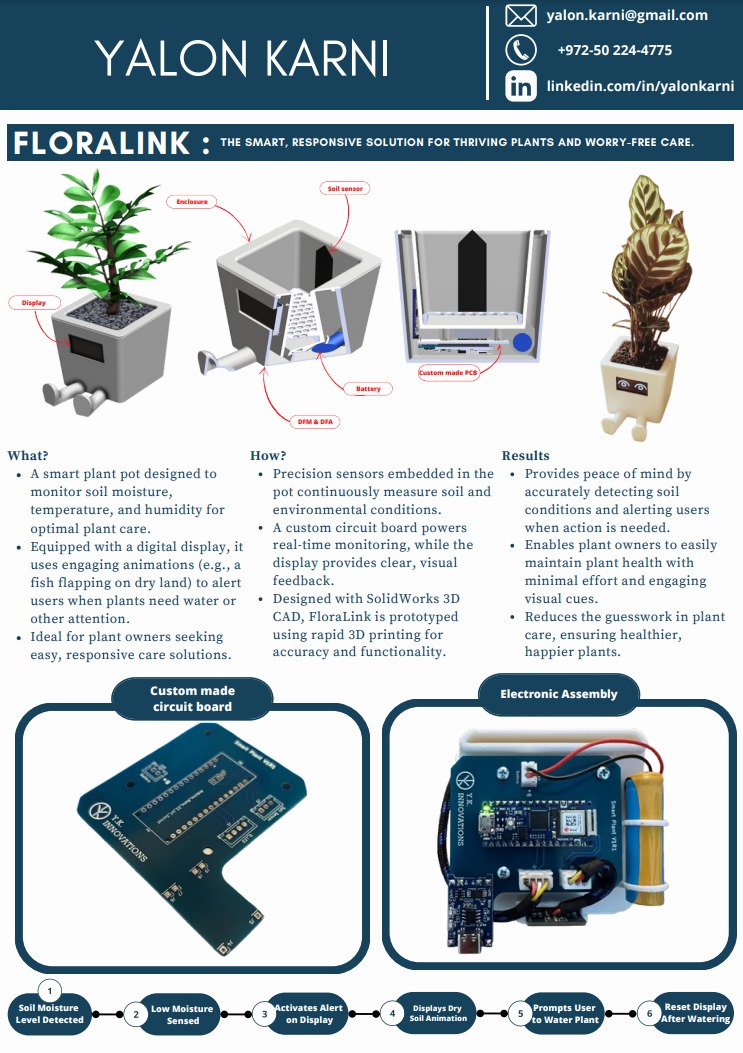 YALON KARNI
yalon.karni@gmail.com
+972-50 224-4775
in
linkedin.com/in/yalonkarni
FLORALINK : THE SMART, RESPONSIVE SOLUTION FOR THRIVING PLANTS AND WORRY-FREE CARE.
Display
Enclosure
Soil sensor
Battery
DFM & DFA
Custom made PCB
What?
• A smart plant pot designed to
monitor soil moisture,
temperature, and humidity for
optimal plant care.
• Equipped with a digital display, it
uses engaging animations (e.g., a
fish flapping on dry land) to alert
users when plants need water or
other attention.
• Ideal for plant owners seeking
easy, responsive care solutions.
How?
• Precision sensors embedded in the
pot continuously measure soil and
environmental conditions.
• A custom circuit board powers
real-time monitoring, while the
display provides clear, visual
feedback.
• Designed with SolidWorks 3D
CAD, FloraLink is prototyped
using rapid 3D printing for
accuracy and functionality.
Results
• Provides peace of mind by
accurately detecting soil
conditions and alerting users
when action is needed.
• Enables plant owners to easily
maintain plant health with
minimal effort and engaging
visual cues.
• Reduces the guesswork in plant
care, ensuring healthier,
happier plants.
Custom made
circuit board
Smart Plant V1R1
Y.K.
INNOVATIONS
J5
J4
Electronic Assembly
Y.K.
INNOVATIONS
Smart Plant V1R1
1
Soil Moisture
Level Detected
2
Low Moisture
Sensed
3
Activates Alert
on Display
4
Displays Dry
Soil Animation
5
Prompts User
to Water Plant
6
Reset Display
After Watering